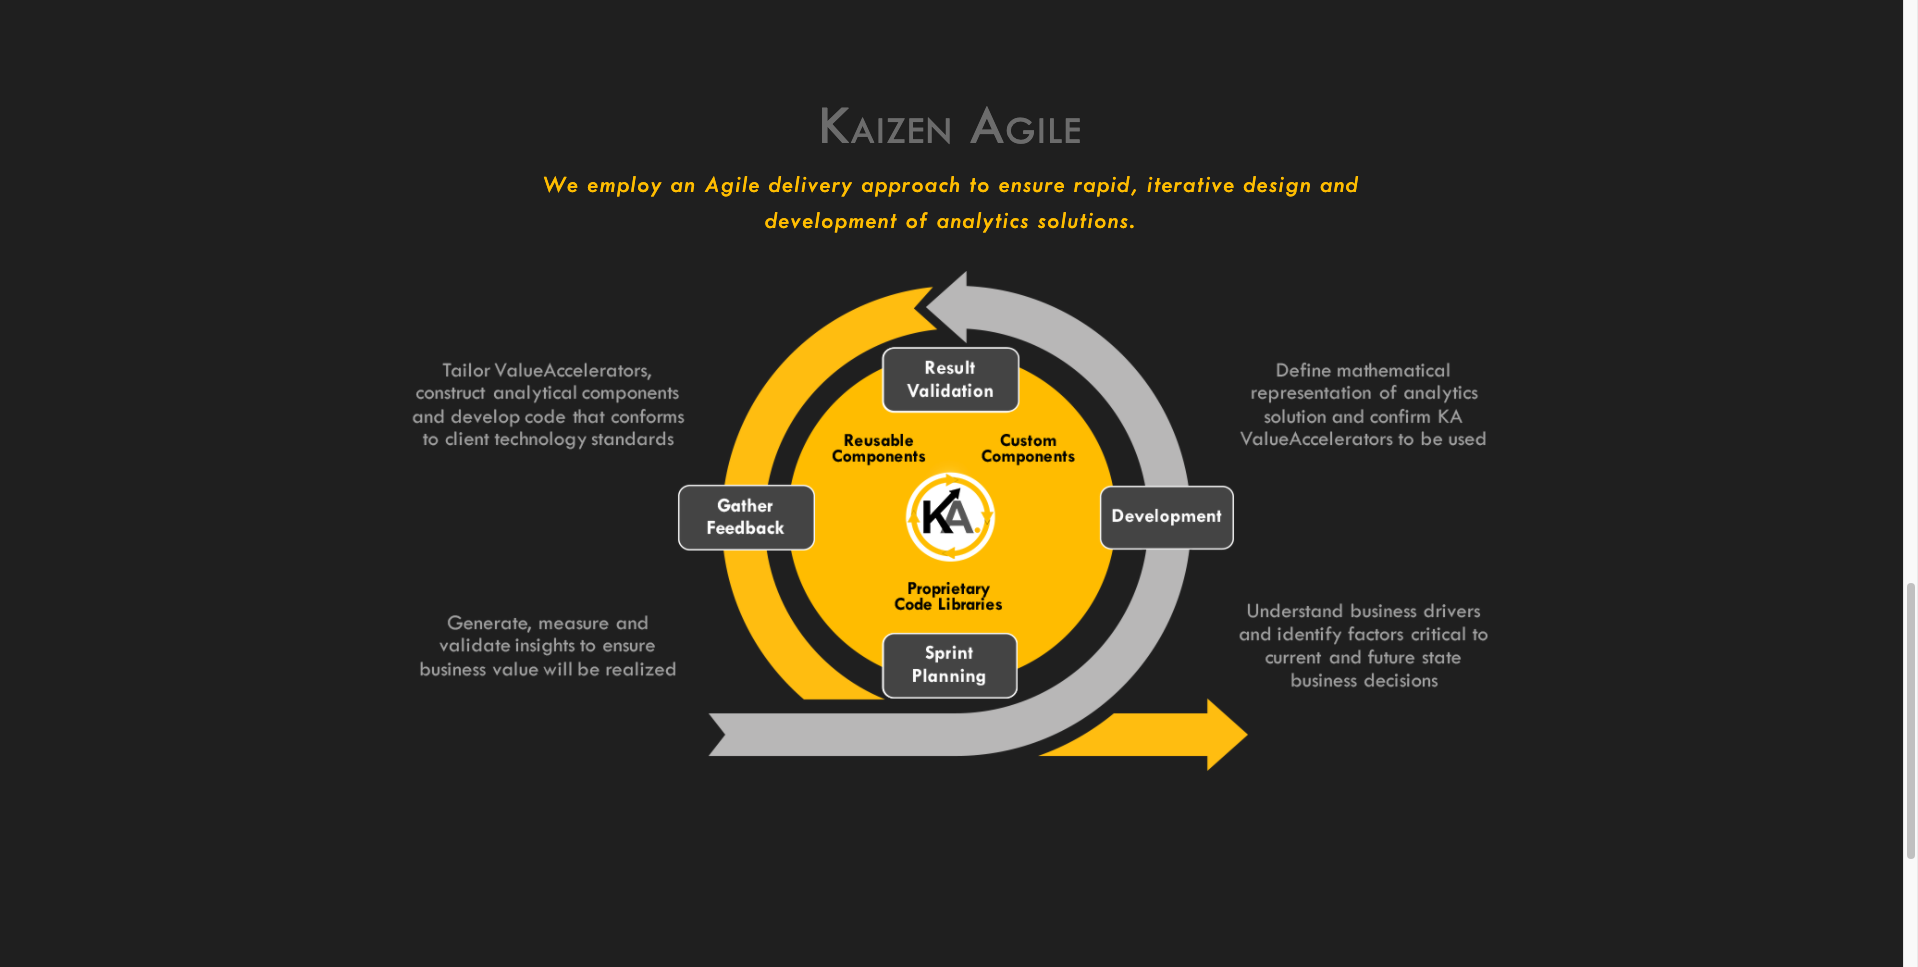 Kaizen Agile
We employ an Agile delivery approach to ensure rapid, iterative design and
development of analytics solutions.
Tailor ValueAccelerators,
construct analytical components
and develop code that conforms
to client technology standards
Result
Validation
Define mathematical
representation of analytics
solution and confirm KA
ValueAccelerators to be used
Reusable
Components
Custom
Components
Gather
Feedback
KA.
Development
Proprietary
Code Libraries
Generate, measure and
validate insights to ensure
business value will be realized
Sprint
Planning
Understand business drivers
and identify factors critical to
current and future state
business decisions